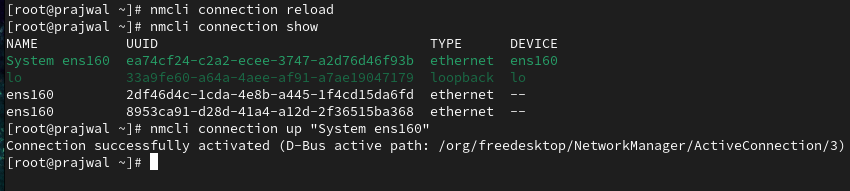 [root@prajwal ~]# nmcli connection reload
[root@prajwal ~]# nmcli connection show
NAME         UUID                                  TYPE      DEVICE
System ens160  ea74cf24-c2a2-ecee-3747-a2d76d46f93b  ethernet  ens160
lo           33a9fe60-a64a-4aee-af91-a7ae19047179  loopback  lo
ens160       2df46d4c-1cda-4e8b-a445-1f4cd15da6fd  ethernet  --
ens160       8953ca91-d28d-41a4-a12d-2f36515ba368  ethernet  --
[root@prajwal ~]# nmcli connection up "System ens160"
Connection successfully activated (D-Bus active path: /org/freedesktop/NetworkManager/ActiveConnection/3)
[root@prajwal ~]#